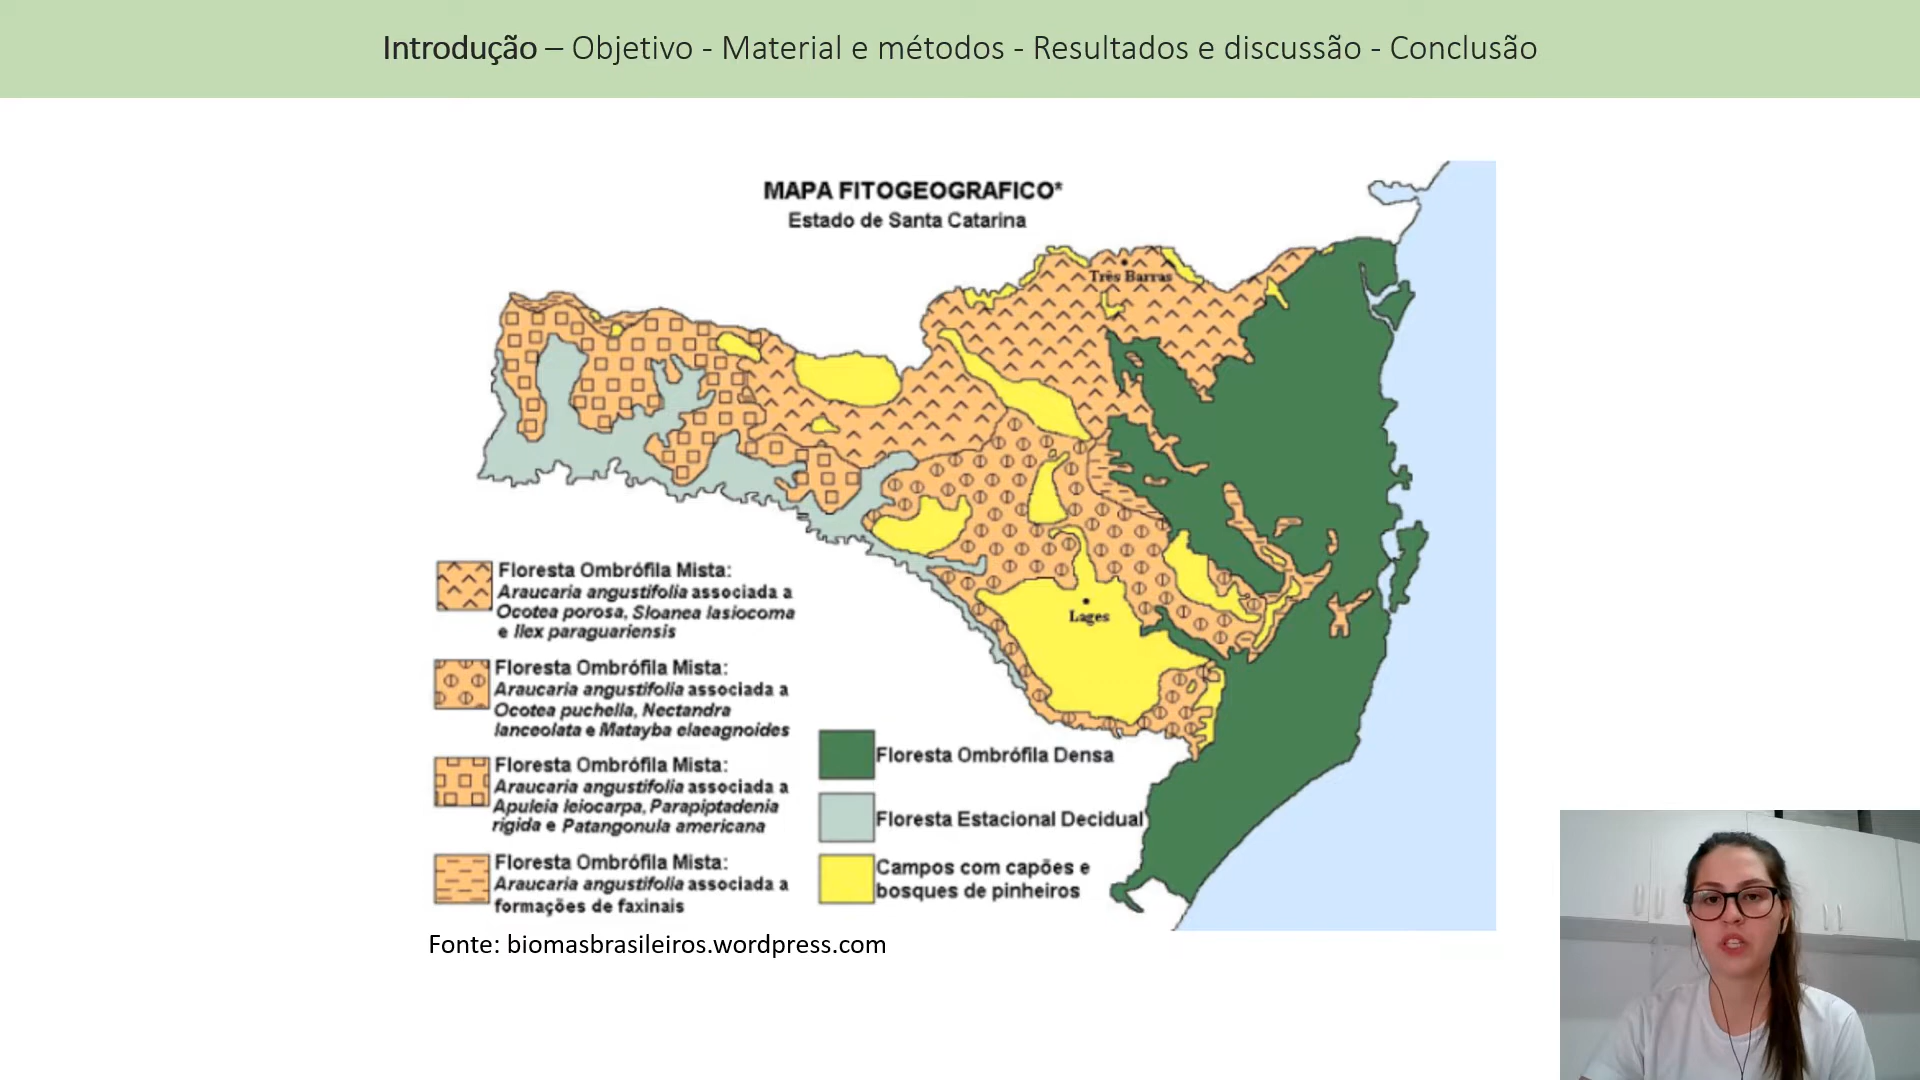 Introdução – Objetivo - Material e métodos - Resultados e discussão - Conclusão
MAPA FITOGEOGRAFICO*
Estado de Santa Catarina
Três Barras
Lages
Floresta Ombrófila Mista:
Araucaria angustifolia associada a
Ocotea porosa, Sloanea lasiocoma
e Ilex paraguariensis
Floresta Ombrófila Mista:
Araucaria angustifolia associada a
Ocotea puchella, Nectandra
lanceolata e Matayba elaeagnoides
Floresta Ombrófila Mista:
Araucaria angustifolia associada a
Apuleia leiocarpa, Parapiptadenia
rigida e Patangonula americana
Floresta Ombrófila Mista:
Araucaria angustifolia associada a
formações de faxinais
Floresta Ombrófila Densa
Floresta Estacional Decidual
Campos com capões e
bosques de pinheiros
Fonte: biomasbrasileiros.wordpress.com